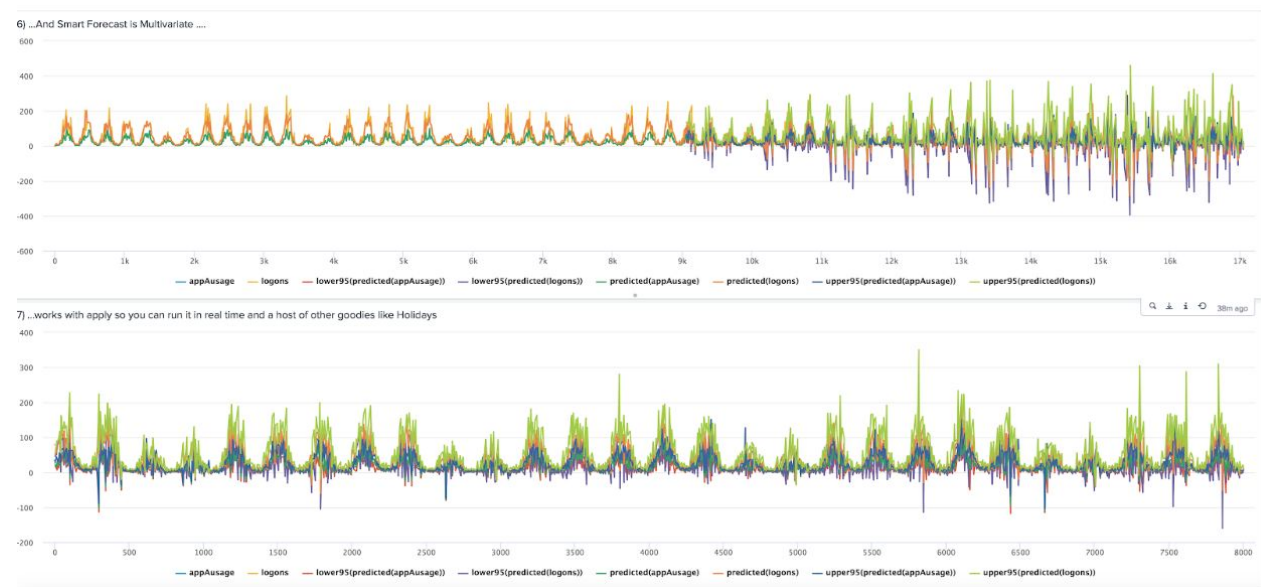 6) ...And Smart Forecast is Multivariate ....
600
400
200
0
-200
-400
-600
0 1k 2k 3k 4k 5k 6k 7k 8k 9k 10k 11k 12k 13k 14k 15k 16k 17k
appAusage logons lower95(predicted(appAusage)) lower95(predicted(logons)) predicted(appAusage) predicted(logons) upper95(predicted(appAusage)) upper95(predicted(logons))
38m ago
7) ...works with apply so you can run it in real time and a host of other goodies like Holidays
400
300
200
100
0
-100
-200
0 500 1000 1500 2000 2500 3000 3500 4000 4500 5000 5500 6000 6500 7000 7500 8000
appAusage logons lower95(predicted(appAusage)) lower95(predicted(logons)) predicted(appAusage) predicted(logons) upper95(predicted(appAusage)) upper95(predicted(logons))